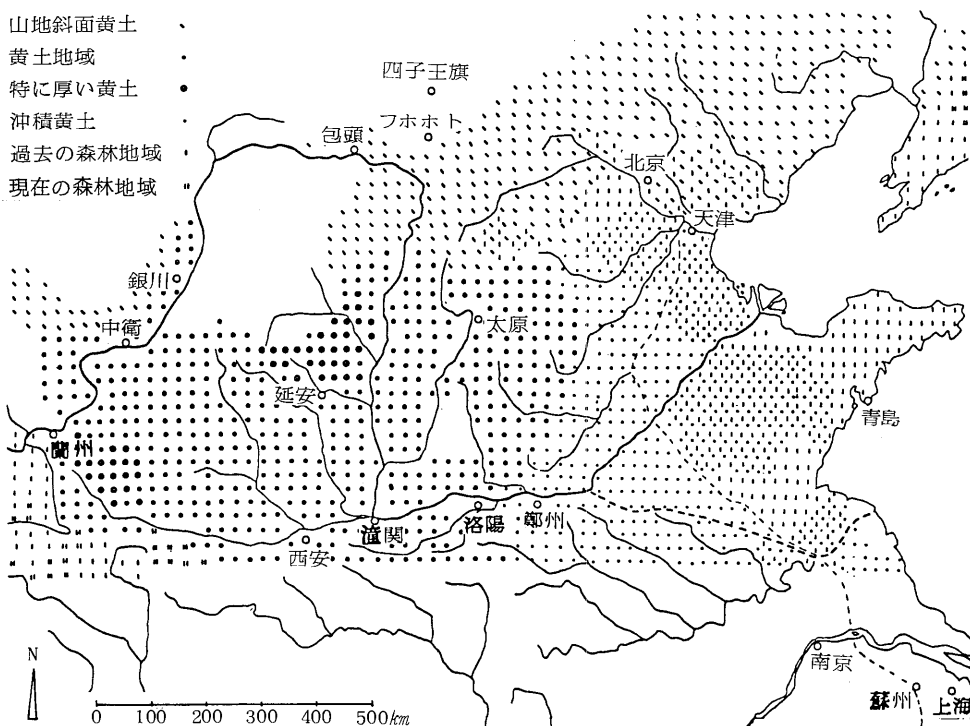 山地斜面黄土
黄土地域
特に厚い黄土
沖積黄土
過去の森林地域
現在の森林地域
四子王旗
フホホト
包頭
北京
天津
銀川
中衛
太原
延安
青島
蘭州
潼関
洛陽
鄭州
西安
南京
蘇州
上海
N
0 100 200 300 400 500km